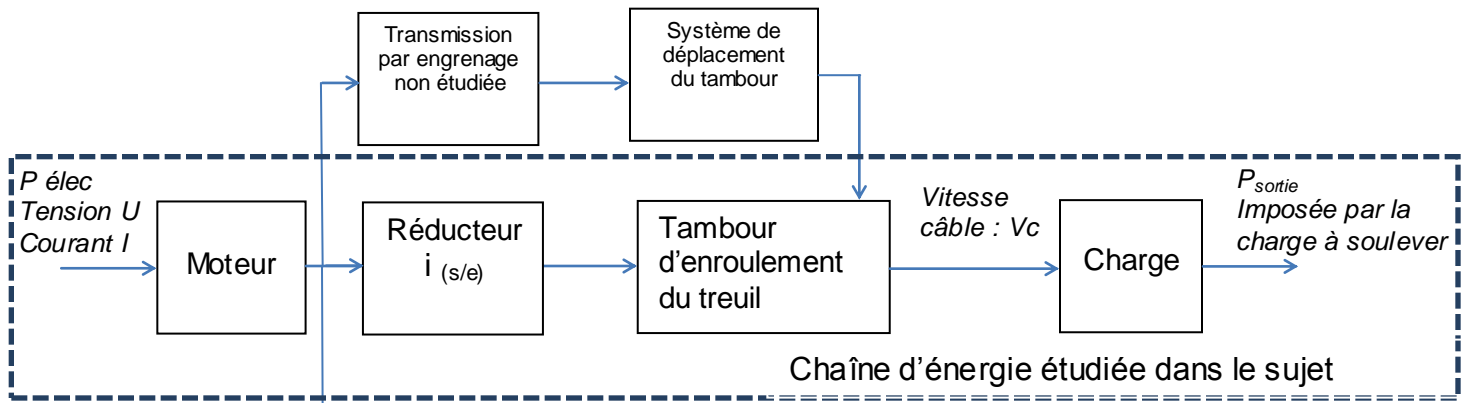 Transmission
par engrenage
non étudiée
Système de
déplacement
du tambour
P élec
Tension U
Courant I
Moteur
Réducteur
i (s/e)
Tambour
d'enroulement
du treuil
Vitesse
câble : Vc
Charge
Psortie
Imposée par la
charge à soulever
Chaîne d'énergie étudiée dans le sujet